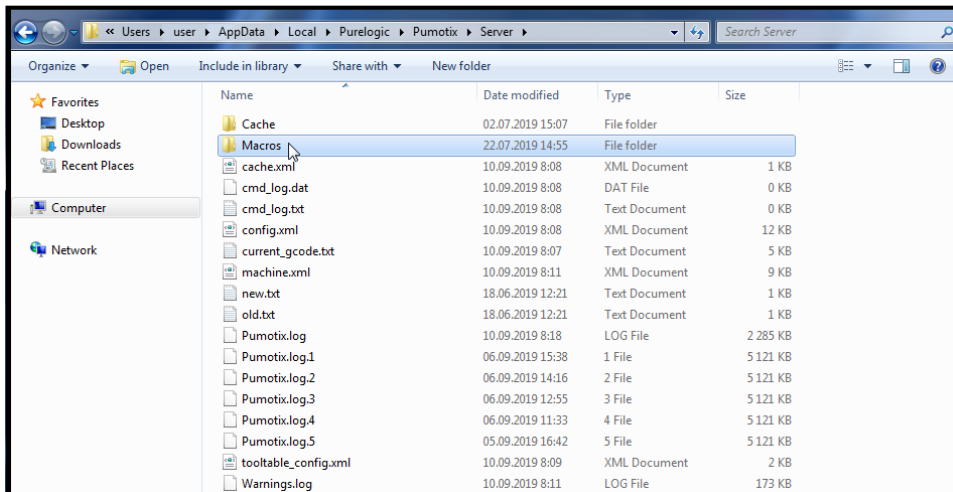 « Users ▸ user ▸ AppData ▸ Local ▸ Purelogic ▸ Pumotix ▸ Server ▸ Search Server
Organize Open Include in library Share with New folder
Favorites
Desktop
Downloads
Recent Places
Computer
Network
Name Date modified Type Size
Cache 02.07.2019 15:07 File folder
Macros 22.07.2019 14:55 File folder
cache.xml 10.09.2019 8:08 XML Document 1 KB
cmd_log.dat 10.09.2019 8:08 DAT File 0 KB
cmd_log.txt 10.09.2019 8:08 Text Document 0 KB
config.xml 10.09.2019 8:08 XML Document 12 KB
current_gcode.txt 10.09.2019 8:07 Text Document 5 KB
machine.xml 10.09.2019 8:11 XML Document 9 KB
new.txt 18.06.2019 12:21 Text Document 1 KB
old.txt 18.06.2019 12:21 Text Document 1 KB
Pumotix.log 10.09.2019 8:18 LOG File 2 285 KB
Pumotix.log.1 06.09.2019 15:38 1 File 5 121 KB
Pumotix.log.2 06.09.2019 14:16 2 File 5 121 KB
Pumotix.log.3 06.09.2019 12:55 3 File 5 121 KB
Pumotix.log.4 06.09.2019 11:33 4 File 5 121 KB
Pumotix.log.5 05.09.2019 16:42 5 File 5 121 KB
tooltable_config.xml 10.09.2019 8:09 XML Document 2 KB
Warnings.log 10.09.2019 8:11 LOG File 173 KB